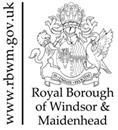 www.rbwm.gov.uk
Royal Borough
of Windsor &
Maidenhead